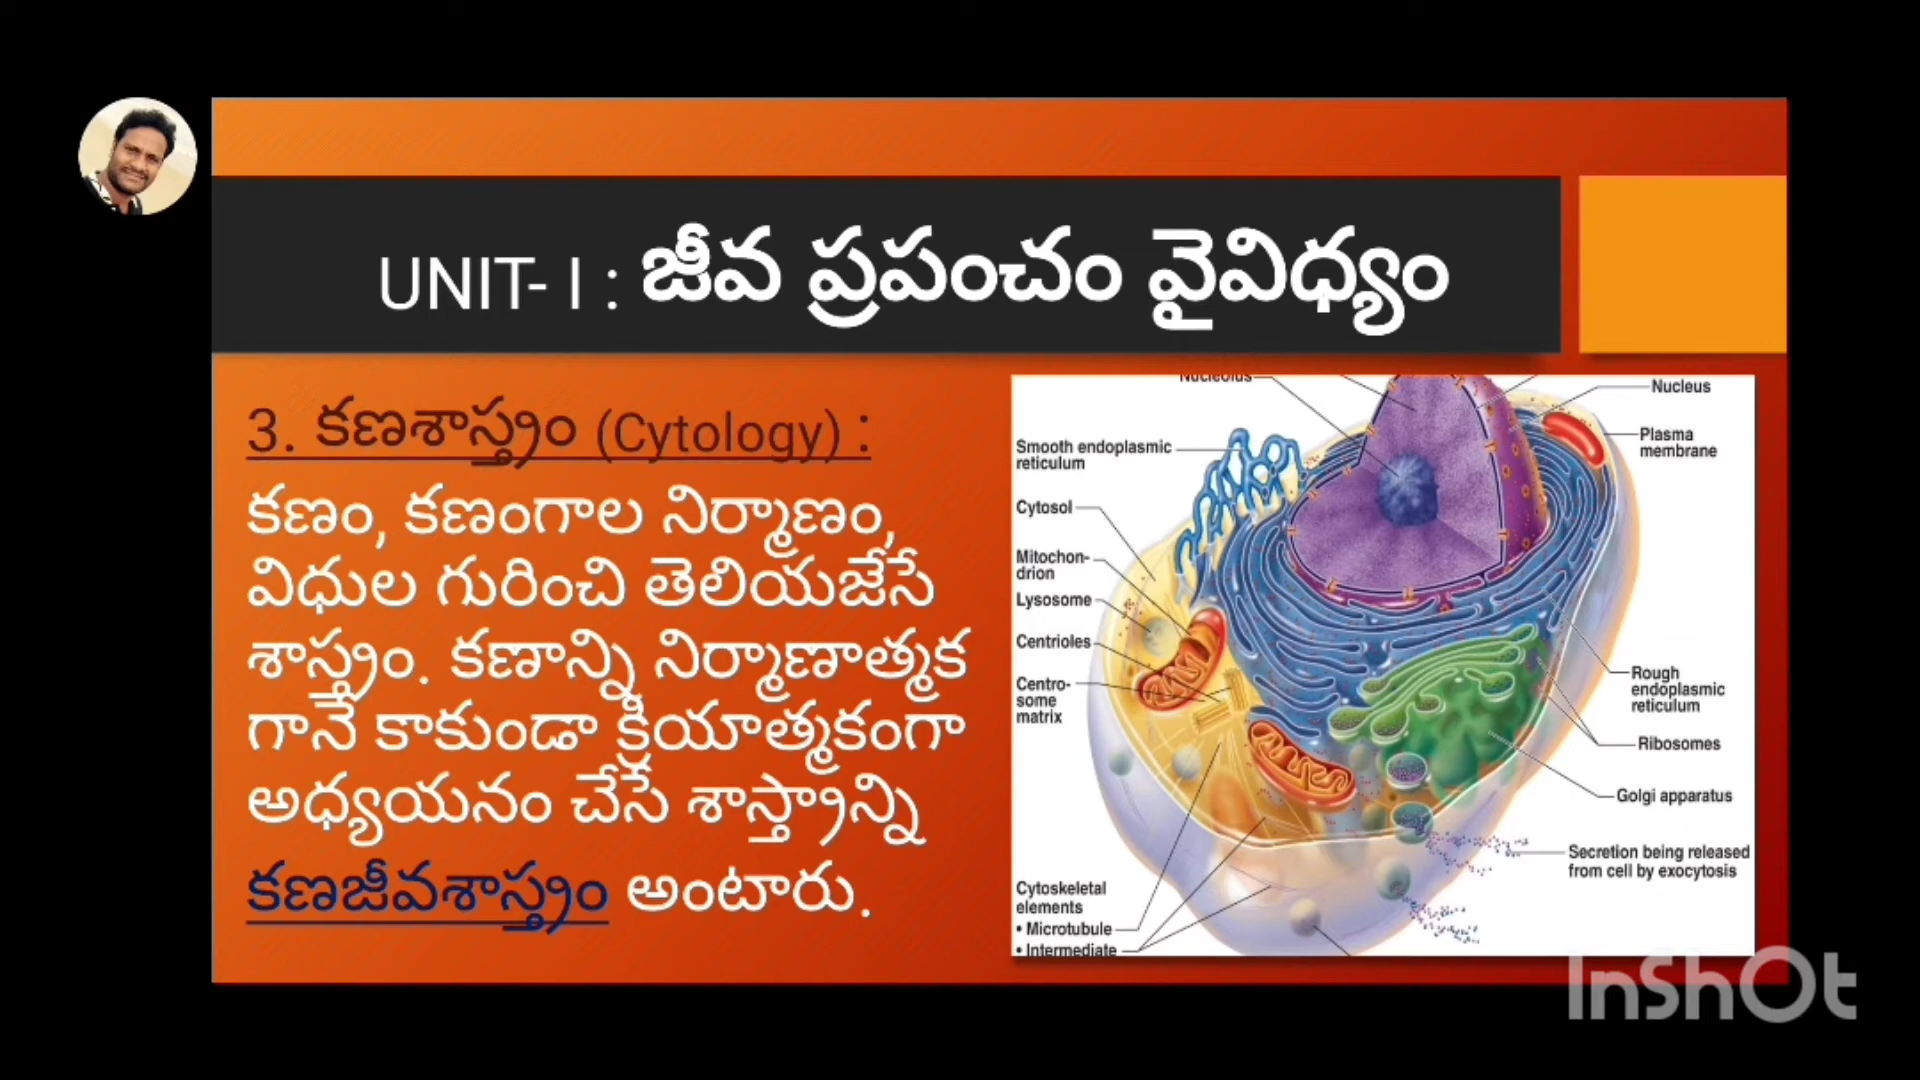 UNIT- I : జీవ ప్రపంచం వైవిధ్యం
3. కణశాస్త్రం (Cytology) :
కణం, కణంగాల నిర్మాణం,
విధుల గురించి తెలియజేసే
శాస్త్రం. కణాన్ని నిర్మాణాత్మక
గానే కాకుండా క్రియాత్మకంగా
అధ్యయనం చేసే శాస్త్రాన్ని
కణజీవశాస్త్రం అంటారు.
Nucleolus
Nucleus
Plasma
membrane
Smooth endoplasmic
reticulum
Cytosol
Mitochon-
drion
Lysosome
Centrioles
Centro-
some
matrix
Rough
endoplasmic
reticulum
Ribosomes
Golgi apparatus
Secretion being released
from cell by exocytosis
Cytoskeletal
elements
• Microtubule
• Intermediate
InShOt